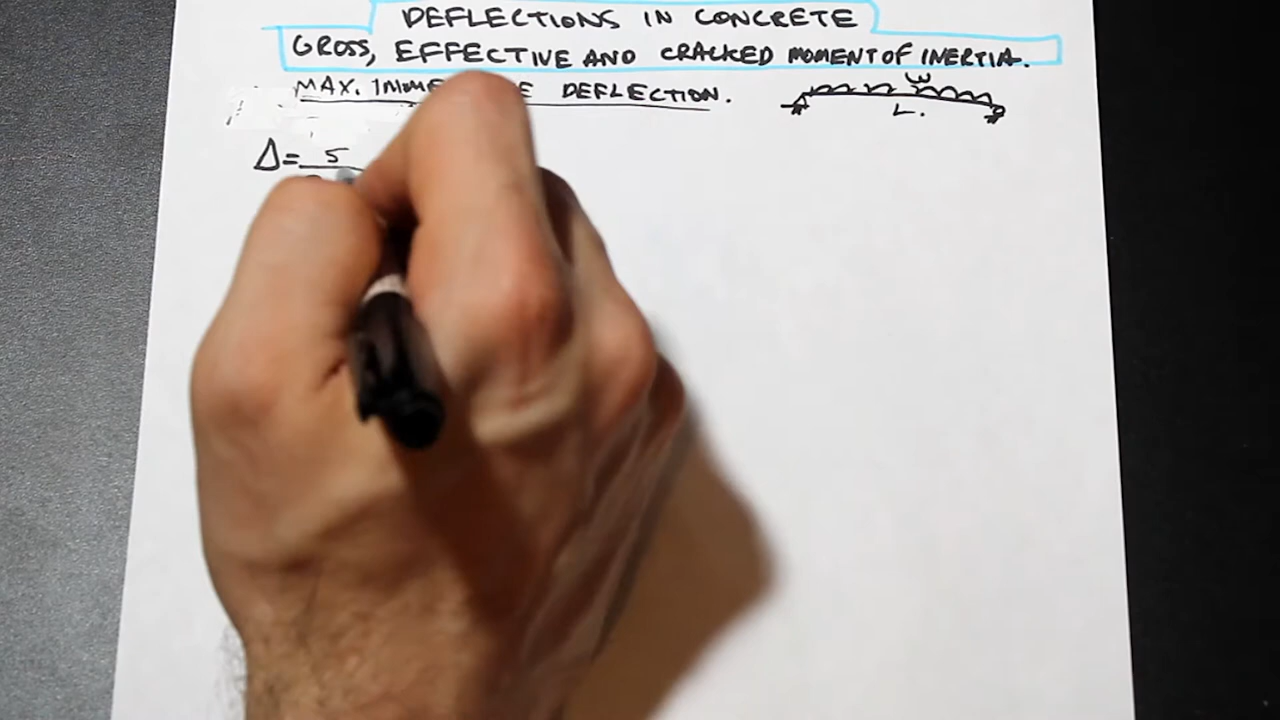 DEFLECTIONS IN CONCRETE
GROSS, EFFECTIVE AND CRACKED MOMENT OF INERTIA.
MAX. DEFLECTION.
ω
L.
Δ = 5